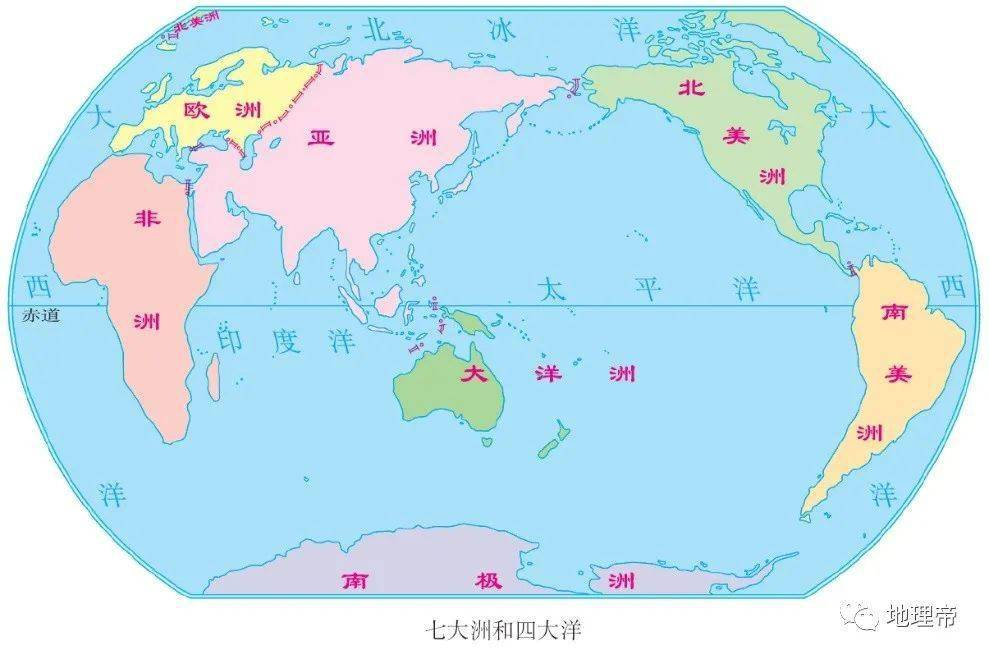 北美洲
北冰洋
欧洲
亚洲
北美洲
大西洋
大西洋
非洲
太平洋
赤道
印度洋
大洋洲
南美洲
南极洲
七大洲和四大洋
地理帝